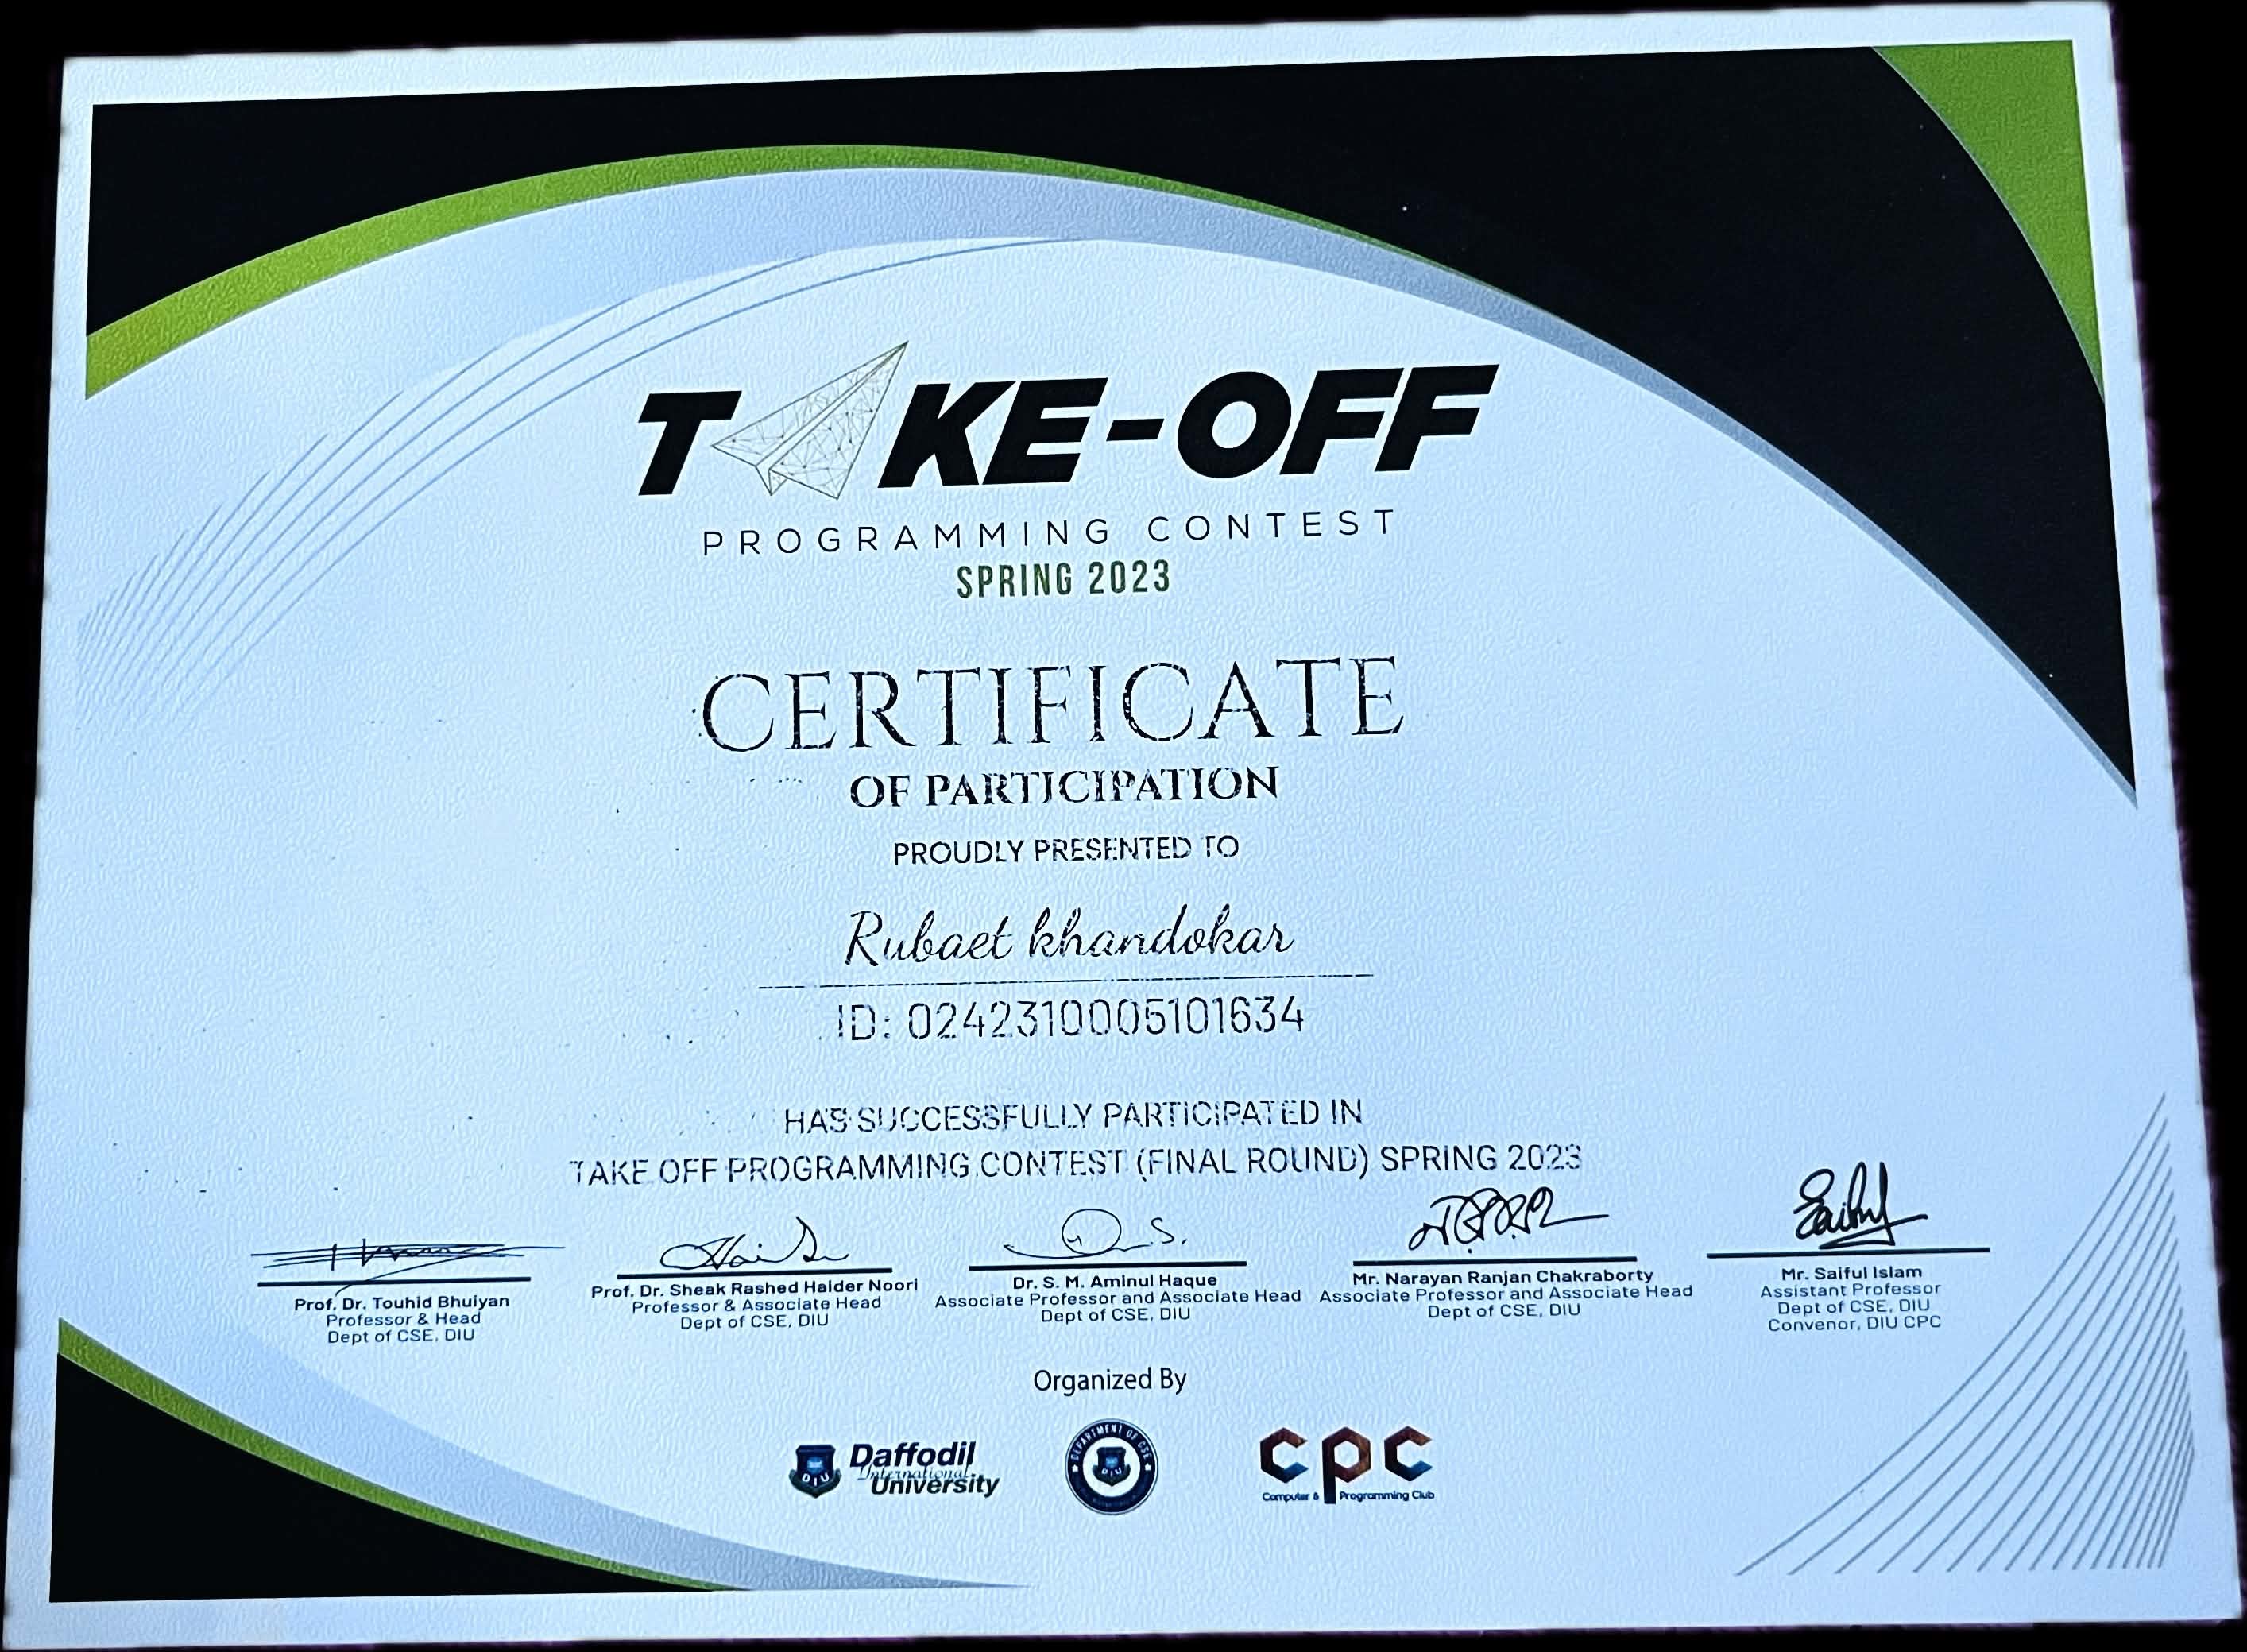 TAKE-OFF
PROGRAMMING CONTEST
SPRING 2023
CERTIFICATE
OF PARTICIPATION
PROUDLY PRESENTED TO
Rubaet khandokar
ID: 0242310005101634
HAS SUCCESSFULLY PARTICIPATED IN
TAKE OFF PROGRAMMING CONTEST (FINAL ROUND) SPRING 2023
Prof. Dr. Touhid Bhuiyan
Professor & Head
Dept of CSE, DIU
Prof. Dr. Sheak Rashed Haider Noori
Professor & Associate Head
Dept of CSE, DIU
Dr. S. M. Aminul Haque
Associate Professor and Associate Head
Dept of CSE, DIU
Mr. Narayan Ranjan Chakraborty
Associate Professor and Associate Head
Dept of CSE, DIU
Mr. Saiful Islam
Assistant Professor
Dept of CSE, DIU
Convenor, DIU CPC
Organized By
DIU
Daffodil
International
University
DEPARTMENT OF CSE
DIU
cpc
Computer & Programming Club